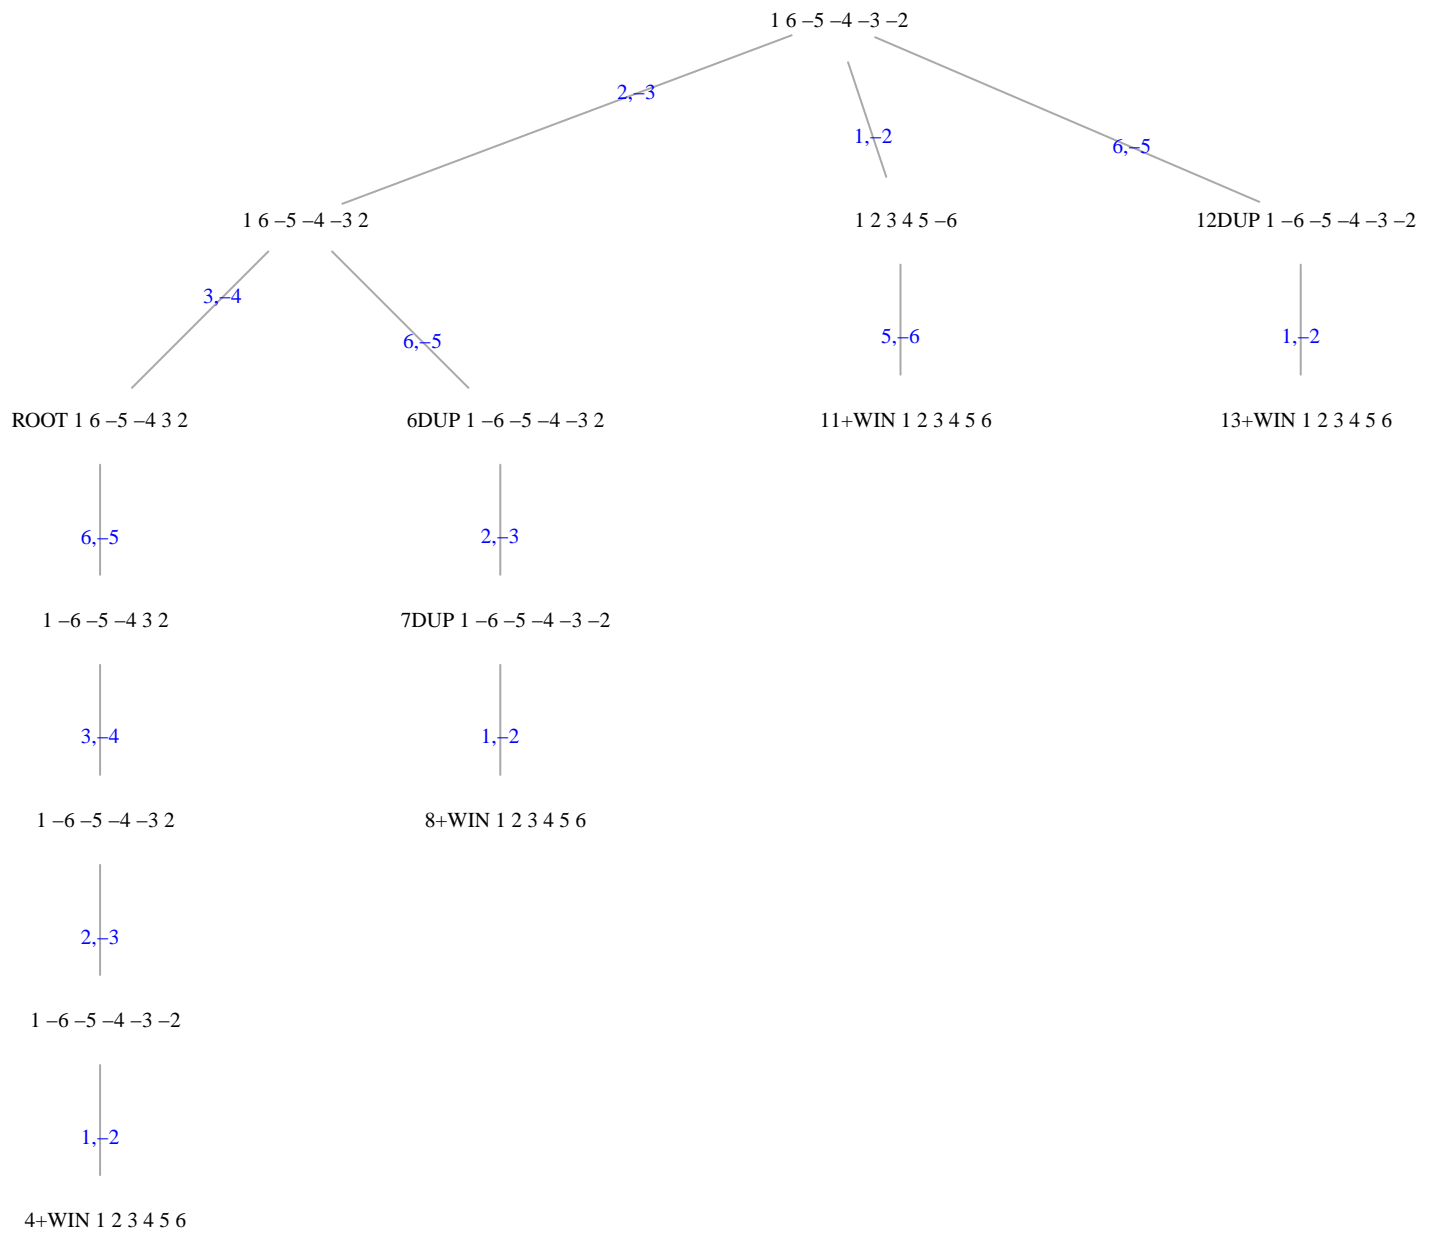 1 6 –5 –4 –3 –2
2,–3
1,–2
6,–5
1 6 –5 –4 –3 2
1 2 3 4 5 –6
12DUP 1 –6 –5 –4 –3 –2
3,–4
6,–5
5,–6
1,–2
ROOT 1 6 –5 –4 3 2
6DUP 1 –6 –5 –4 –3 2
11+WIN 1 2 3 4 5 6
13+WIN 1 2 3 4 5 6
6,–5
2,–3
1 –6 –5 –4 3 2
7DUP 1 –6 –5 –4 –3 –2
3,–4
1,–2
1 –6 –5 –4 –3 2
8+WIN 1 2 3 4 5 6
2,–3
1 –6 –5 –4 –3 –2
1,–2
4+WIN 1 2 3 4 5 6